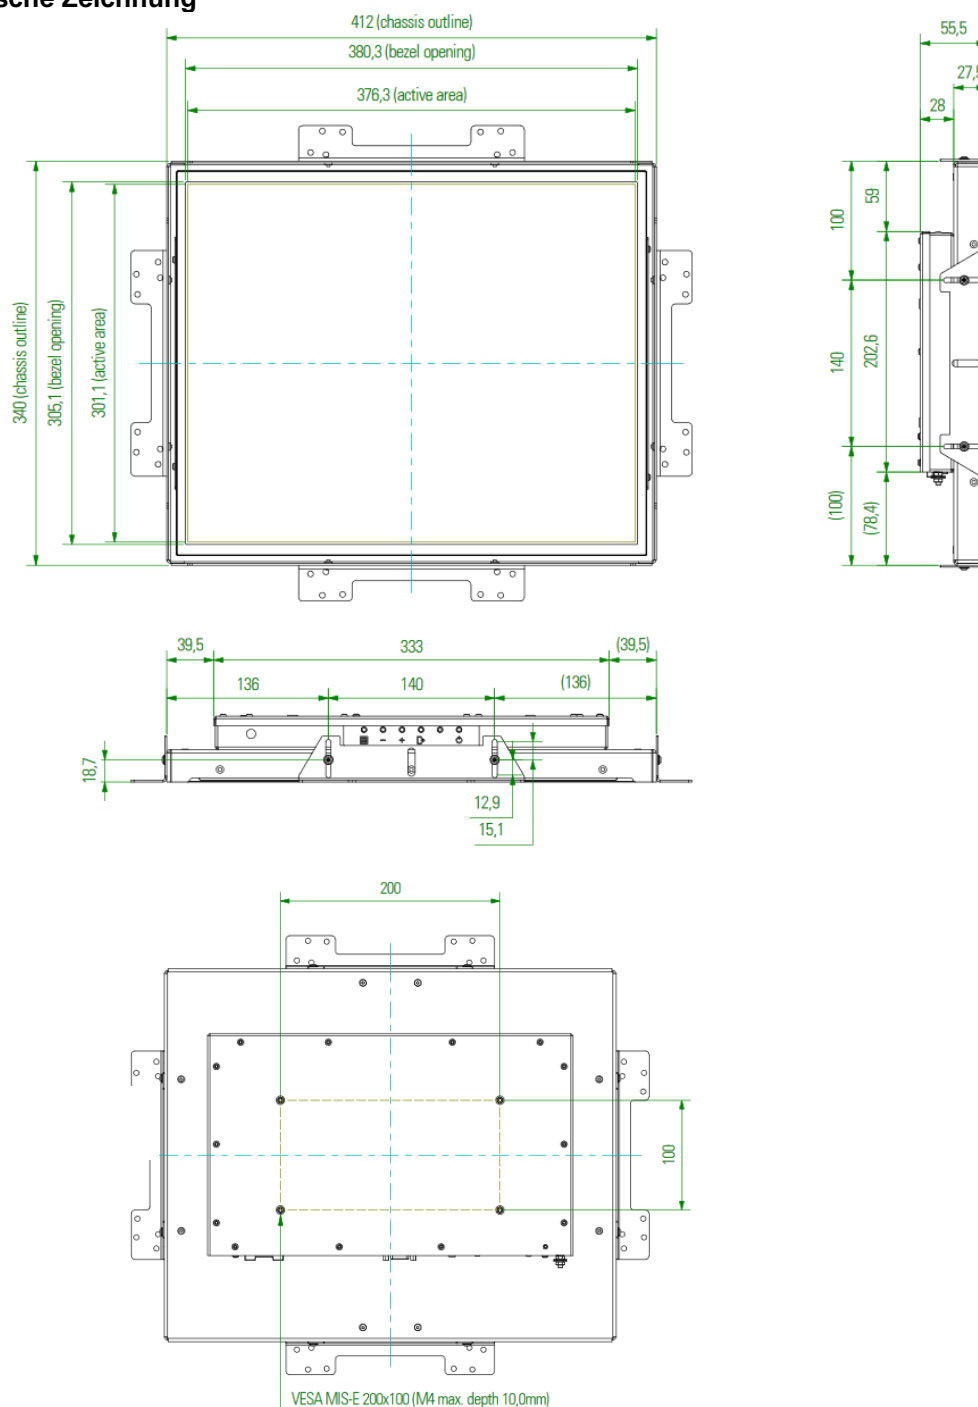 sche Zeichnung
412 (chassis outline)
380,3 (bezel opening)
376,3 (active area)
55,5
27,5
28
340 (chassis outline)
305,1 (bezel opening)
301,1 (active area)
100
59
140
202,6
(100)
(78,4)
39,5
333
(39,5)
136
140
(136)
18,7
12,9
15,1
200
100
VESA MIS-E 200x100 (M4 max. depth 10,0mm)